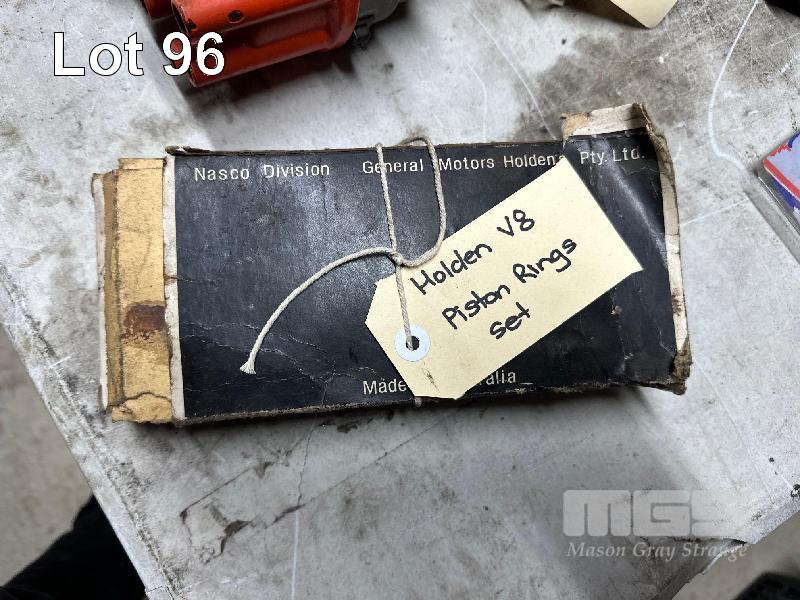 Lot 96
Nasco Division General Motors-Holden's Pty Ltd.
Holden V8
Piston Rings
set
Made
MGS
Mason Gray Strange